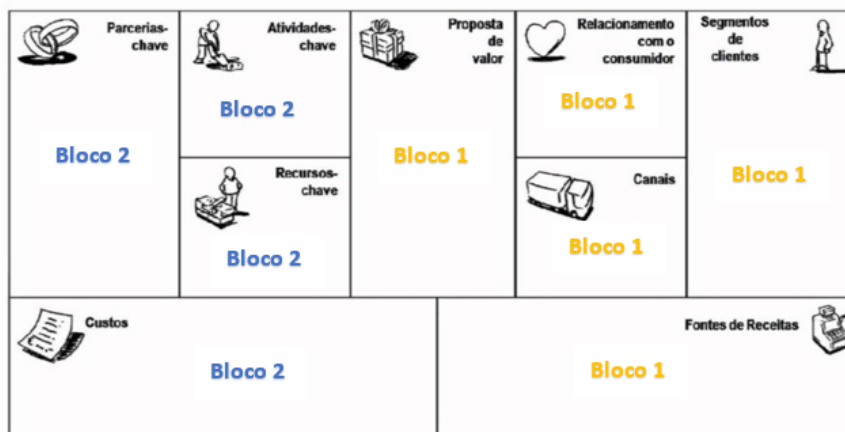 Parcerias-
chave
Bloco 2
Atividades-
chave
Bloco 2
Recursos-
chave
Bloco 2
Proposta
de
valor
Bloco 1
Relacionamento
com o
consumidor
Bloco 1
Canais
Bloco 1
Segmentos
de
clientes
Bloco 1
Custos
Bloco 2
Fontes de Receitas
Bloco 1